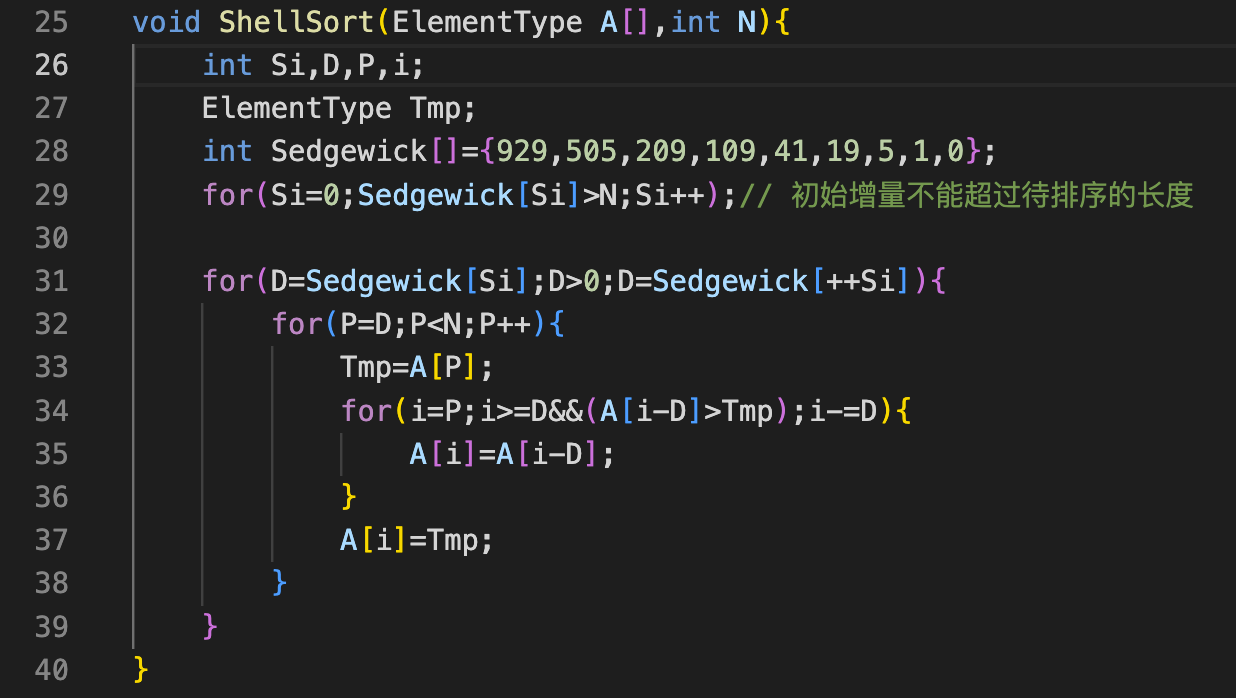 25 void ShellSort(ElementType A[],int N){
26     int Si,D,P,i;
27     ElementType Tmp;
28     int Sedgewick[]={929,505,209,109,41,19,5,1,0};
29     for(Si=0;Sedgewick[Si]>N;Si++);// 初始增量不能超过待排序的长度
30
31     for(D=Sedgewick[Si];D>0;D=Sedgewick[++Si]){
32         for(P=D;P<N;P++){
33             Tmp=A[P];
34             for(i=P;i>=D&&(A[i-D]>Tmp);i-=D){
35                 A[i]=A[i-D];
36             }
37             A[i]=Tmp;
38         }
39     }
40 }